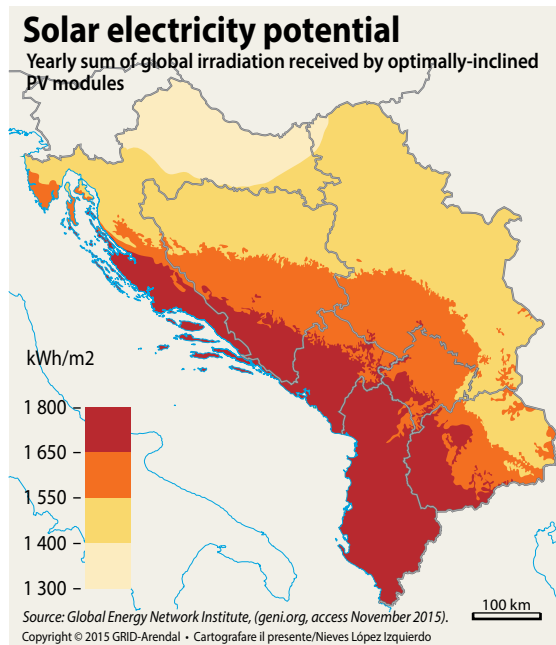 Solar electricity potential
Yearly sum of global irradiation received by optimally-inclined
PV modules
kWh/m2
1 800
1 650
1 550
1 400
1 300
100 km
Source: Global Energy Network Institute, (geni.org, access November 2015).
Copyright © 2015 GRID-Arendal • Cartografare il presente/Nieves López Izquierdo